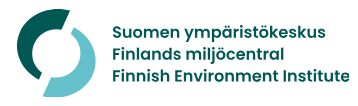 Suomen ympäristökeskus
Finlands miljöcentral
Finnish Environment Institute